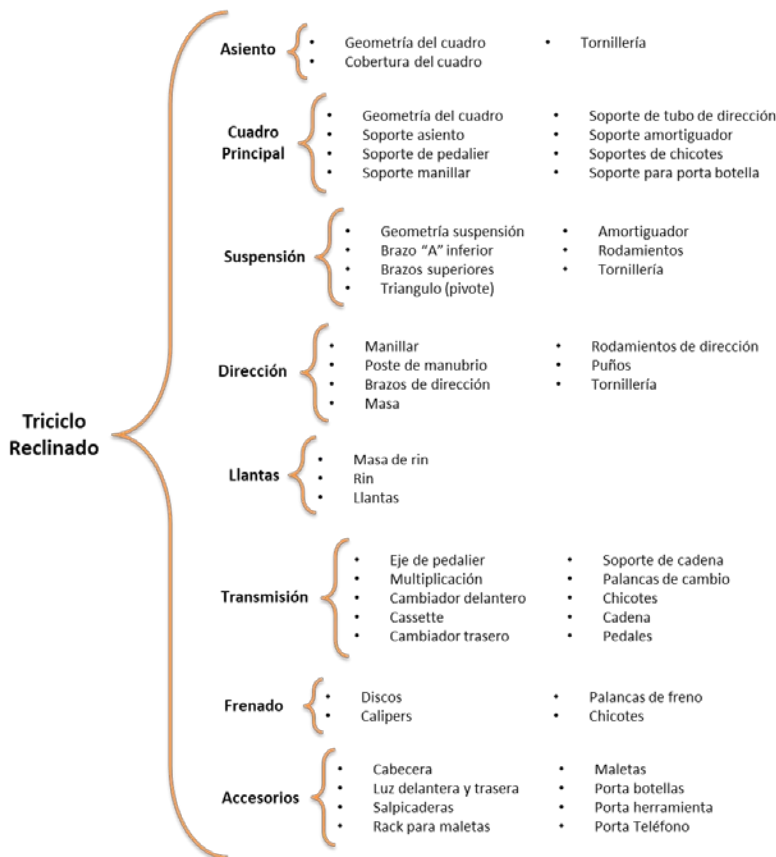 Triciclo
Reclinado
Asiento
• Geometría del cuadro
• Cobertura del cuadro
• Tornillería
Cuadro
Principal
• Geometría del cuadro
• Soporte asiento
• Soporte de pedalier
• Soporte manillar
• Soporte de tubo de dirección
• Soporte amortiguador
• Soportes de chicotes
• Soporte para porta botella
Suspensión
• Geometría suspensión
• Brazo “A” inferior
• Brazos superiores
• Triangulo (pivote)
• Amortiguador
• Rodamientos
• Tornillería
Dirección
• Manillar
• Poste de manubrio
• Brazos de dirección
• Masa
• Rodamientos de dirección
• Puños
• Tornillería
Llantas
• Masa de rin
• Rin
• Llantas
Transmisión
• Eje de pedalier
• Multiplicación
• Cambiador delantero
• Cassette
• Cambiador trasero
• Soporte de cadena
• Palancas de cambio
• Chicotes
• Cadena
• Pedales
Frenado
• Discos
• Calipers
• Palancas de freno
• Chicotes
Accesorios
• Cabecera
• Luz delantera y trasera
• Salpicaderas
• Rack para maletas
• Maletas
• Porta botellas
• Porta herramienta
• Porta Teléfono